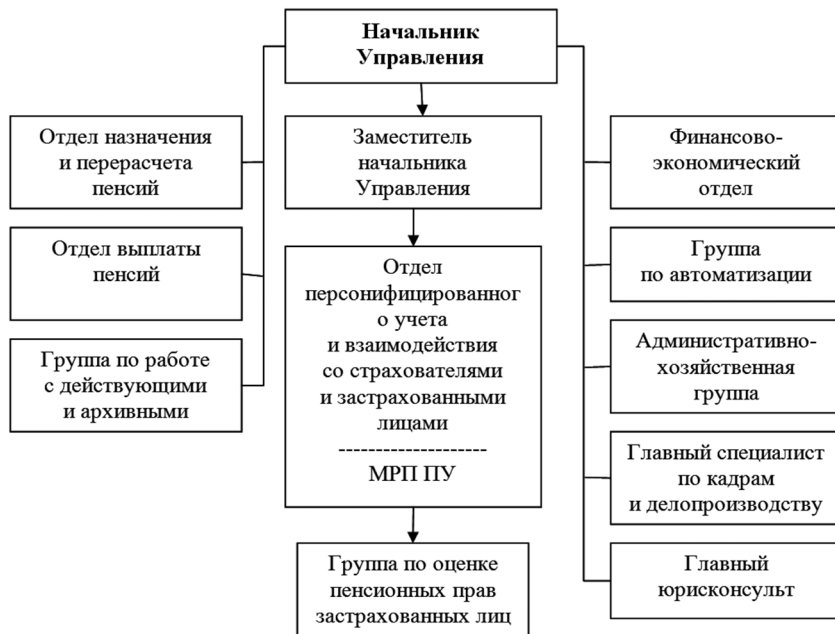 Начальник
Управления
Отдел назначения
и перерасчета
пенсий
Отдел выплаты
пенсий
Группа по работе
с действующими
и архивными
Заместитель
начальника
Управления
Отдел
персонифицированног
о учета
и взаимодействия
со страхователями
и застрахованными
лицами
---------------------
МРП ПУ
Группа по оценке
пенсионных прав
застрахованных лиц
Финансово-
экономический
отдел
Группа
по автоматизации
Административно-
хозяйственная
группа
Главный специалист
по кадрам
и делопроизводству
Главный
юрисконсульт